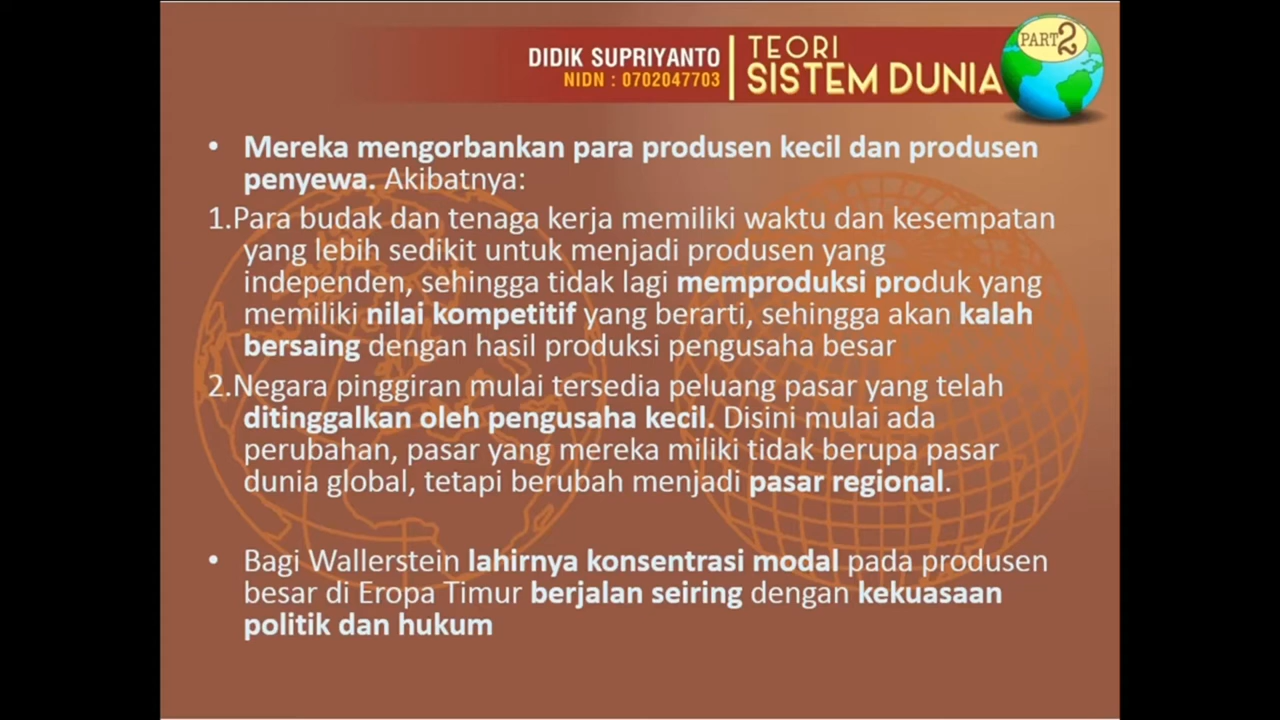 DIDIK SUPRIYANTO
NIDN : 0702047703
TEORI
SISTEM DUNIA
PART 2
• Mereka mengorbankan para produsen kecil dan produsen
penyewa. Akibatnya:
1.Para budak dan tenaga kerja memiliki waktu dan kesempatan
yang lebih sedikit untuk menjadi produsen yang
independen, sehingga tidak lagi memproduksi produk yang
memiliki nilai kompetitif yang berarti, sehingga akan kalah
bersaing dengan hasil produksi pengusaha besar
2.Negara pinggiran mulai tersedia peluang pasar yang telah
ditinggalkan oleh pengusaha kecil. Disini mulai ada
perubahan, pasar yang mereka miliki tidak berupa pasar
dunia global, tetapi berubah menjadi pasar regional.
• Bagi Wallerstein lahirnya konsentrasi modal pada produsen
besar di Eropa Timur berjalan seiring dengan kekuasaan
politik dan hukum